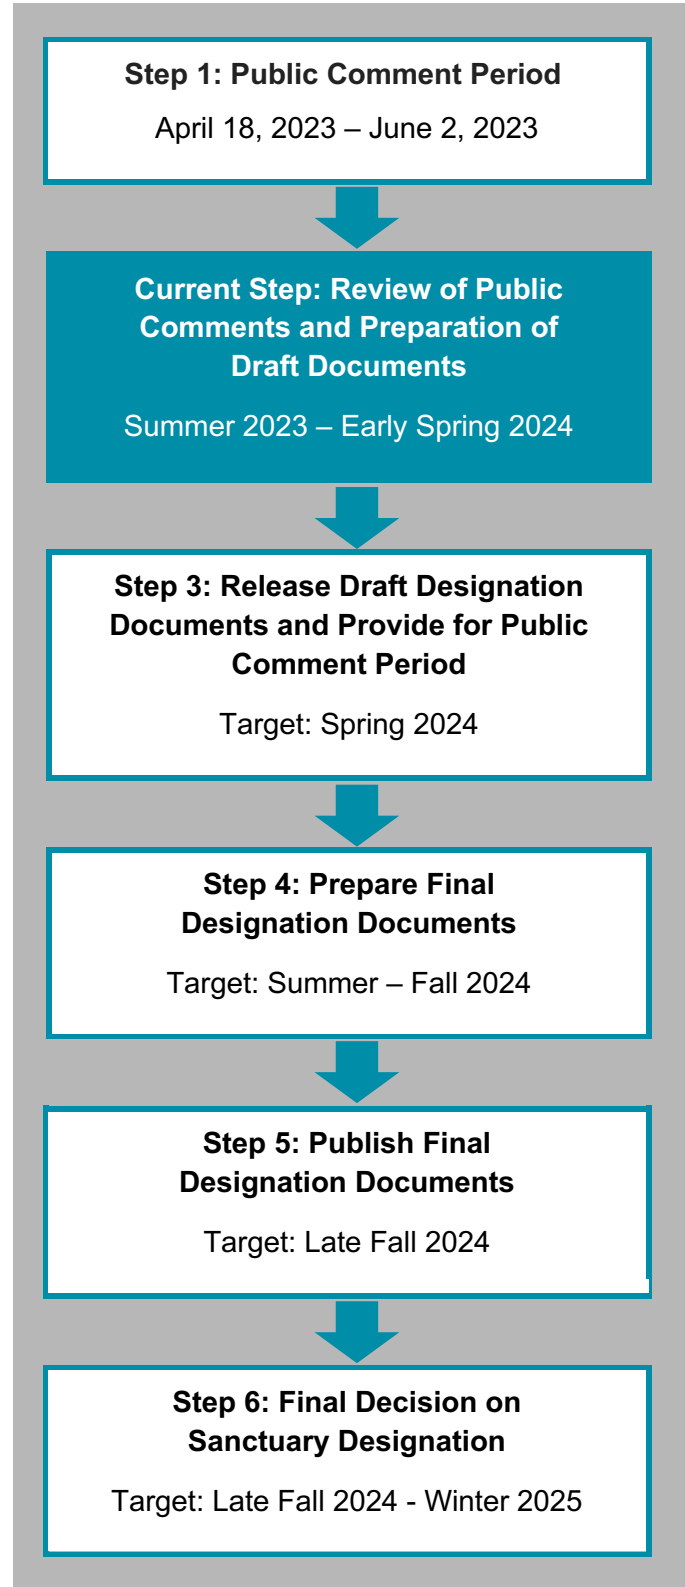 Step 1: Public Comment Period
April 18, 2023 – June 2, 2023
Current Step: Review of Public
Comments and Preparation of
Draft Documents
Summer 2023 – Early Spring 2024
Step 3: Release Draft Designation
Documents and Provide for Public
Comment Period
Target: Spring 2024
Step 4: Prepare Final
Designation Documents
Target: Summer – Fall 2024
Step 5: Publish Final
Designation Documents
Target: Late Fall 2024
Step 6: Final Decision on
Sanctuary Designation
Target: Late Fall 2024 - Winter 2025